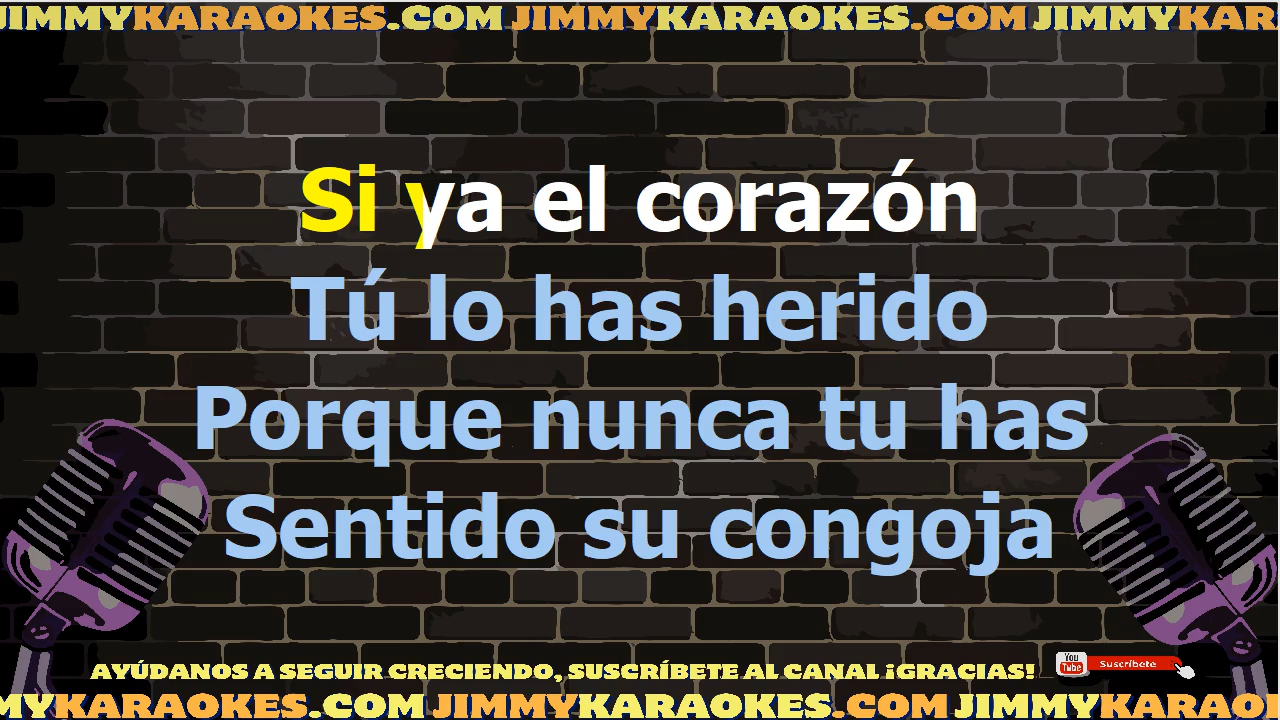 JIMMYKARAOKES.COM JIMMYKARAOKES.COM JIMMYKAR
Si ya el corazón
Tú lo has herido
Porque nunca tu has
Sentido su congoja
AYÚDANOS A SEGUIR CRECIENDO, SUSCRÍBETE AL CANAL ¡GRACIAS!
You Tube Suscríbete
MYKARAOKES.COM JIMMYKARAOKES.COM JIMMYKARAO